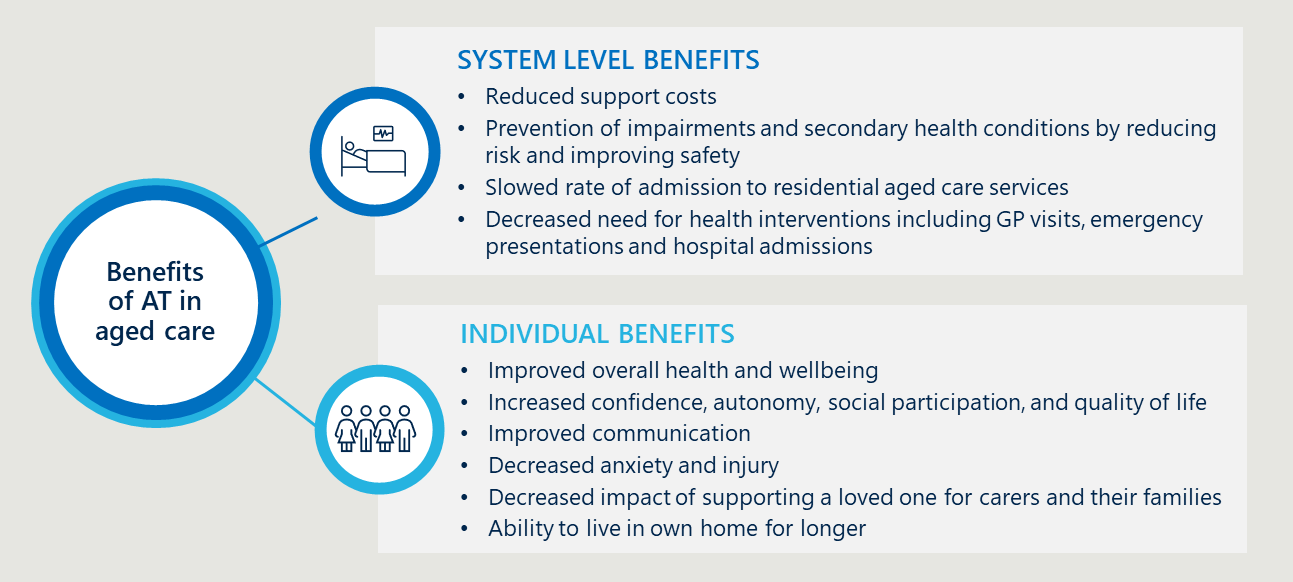 Benefits
of AT in
aged care
SYSTEM LEVEL BENEFITS
• Reduced support costs
• Prevention of impairments and secondary health conditions by reducing
risk and improving safety
• Slowed rate of admission to residential aged care services
• Decreased need for health interventions including GP visits, emergency
presentations and hospital admissions
INDIVIDUAL BENEFITS
• Improved overall health and wellbeing
• Increased confidence, autonomy, social participation, and quality of life
• Improved communication
• Decreased anxiety and injury
• Decreased impact of supporting a loved one for carers and their families
• Ability to live in own home for longer